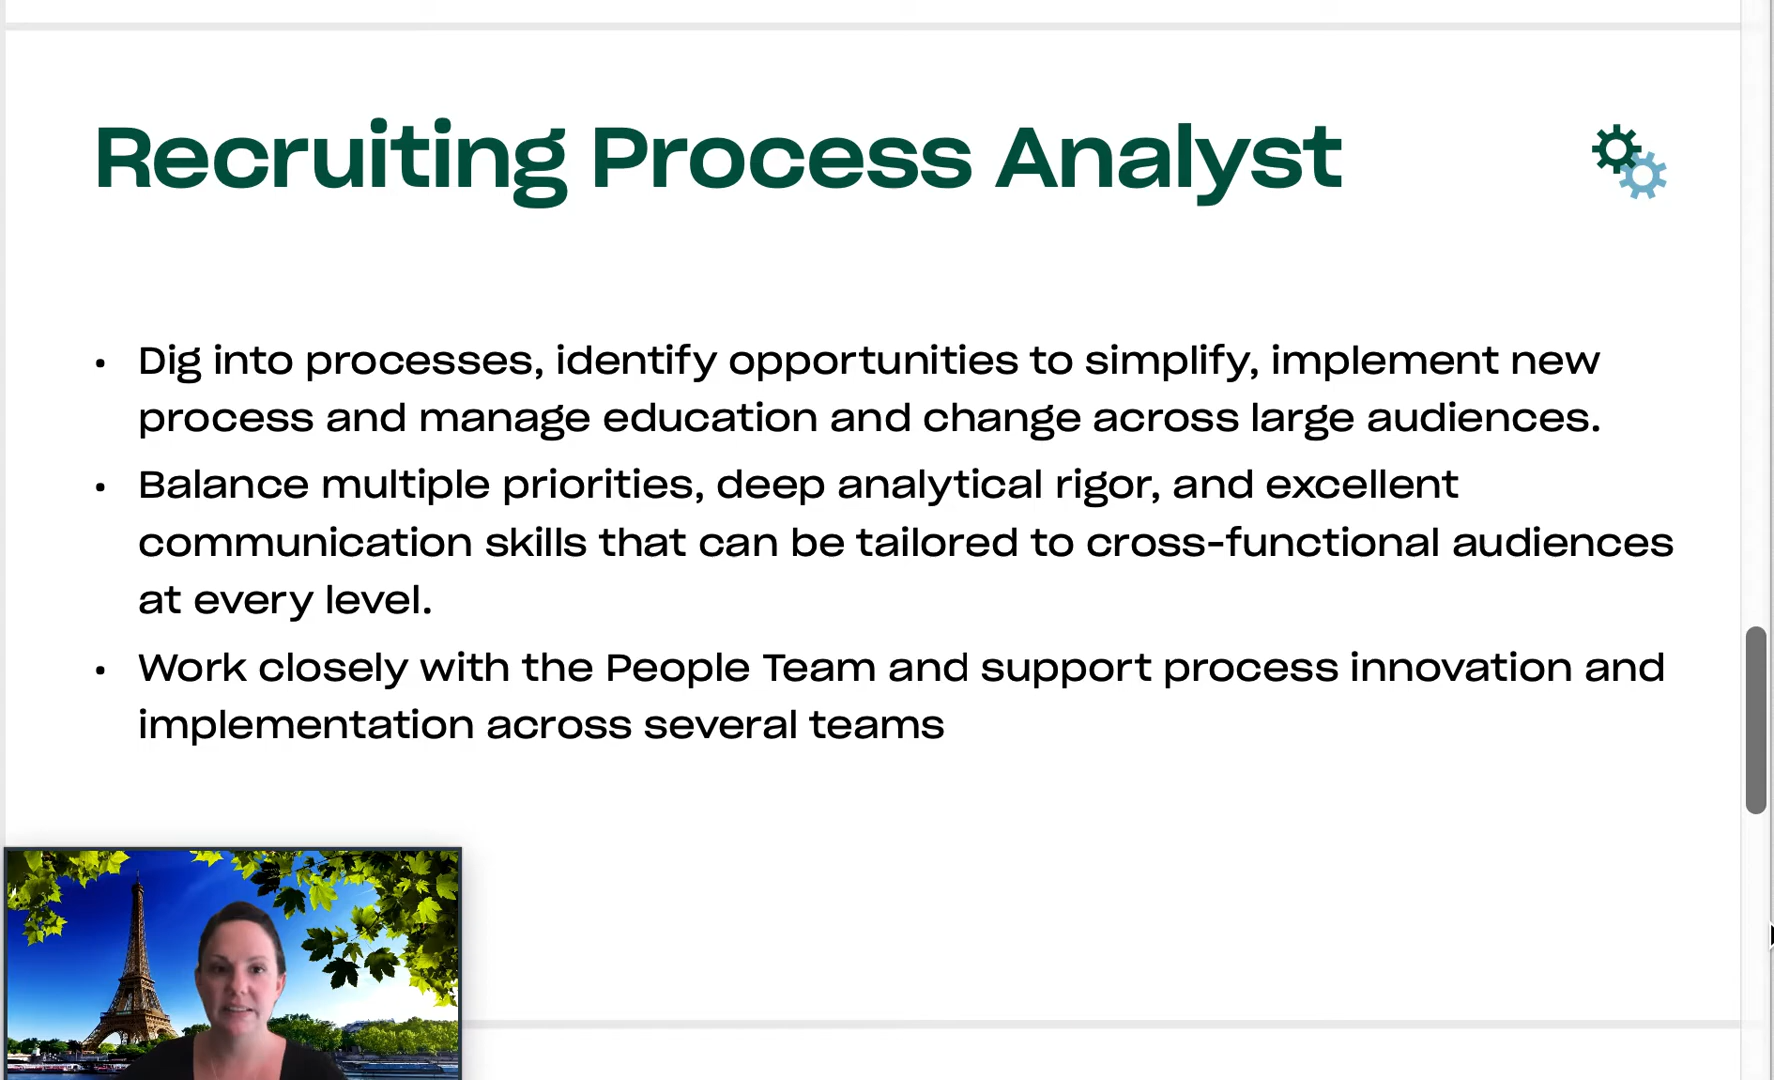 Recruiting Process Analyst
• Dig into processes, identify opportunities to simplify, implement new
process and manage education and change across large audiences.
• Balance multiple priorities, deep analytical rigor, and excellent
communication skills that can be tailored to cross-functional audiences
at every level.
• Work closely with the People Team and support process innovation and
implementation across several teams